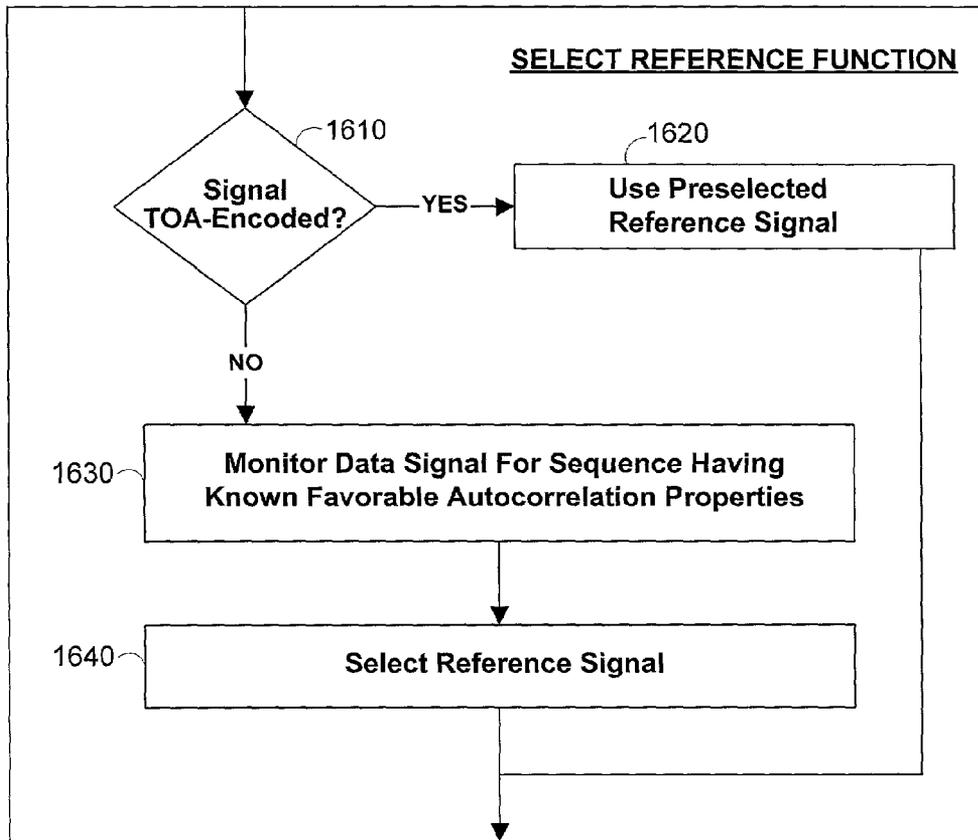 SELECT REFERENCE FUNCTION
1610
Signal
TOA-Encoded?
YES
1620
Use Preselected
Reference Signal
NO
1630
Monitor Data Signal For Sequence Having
Known Favorable Autocorrelation Properties
1640
Select Reference Signal